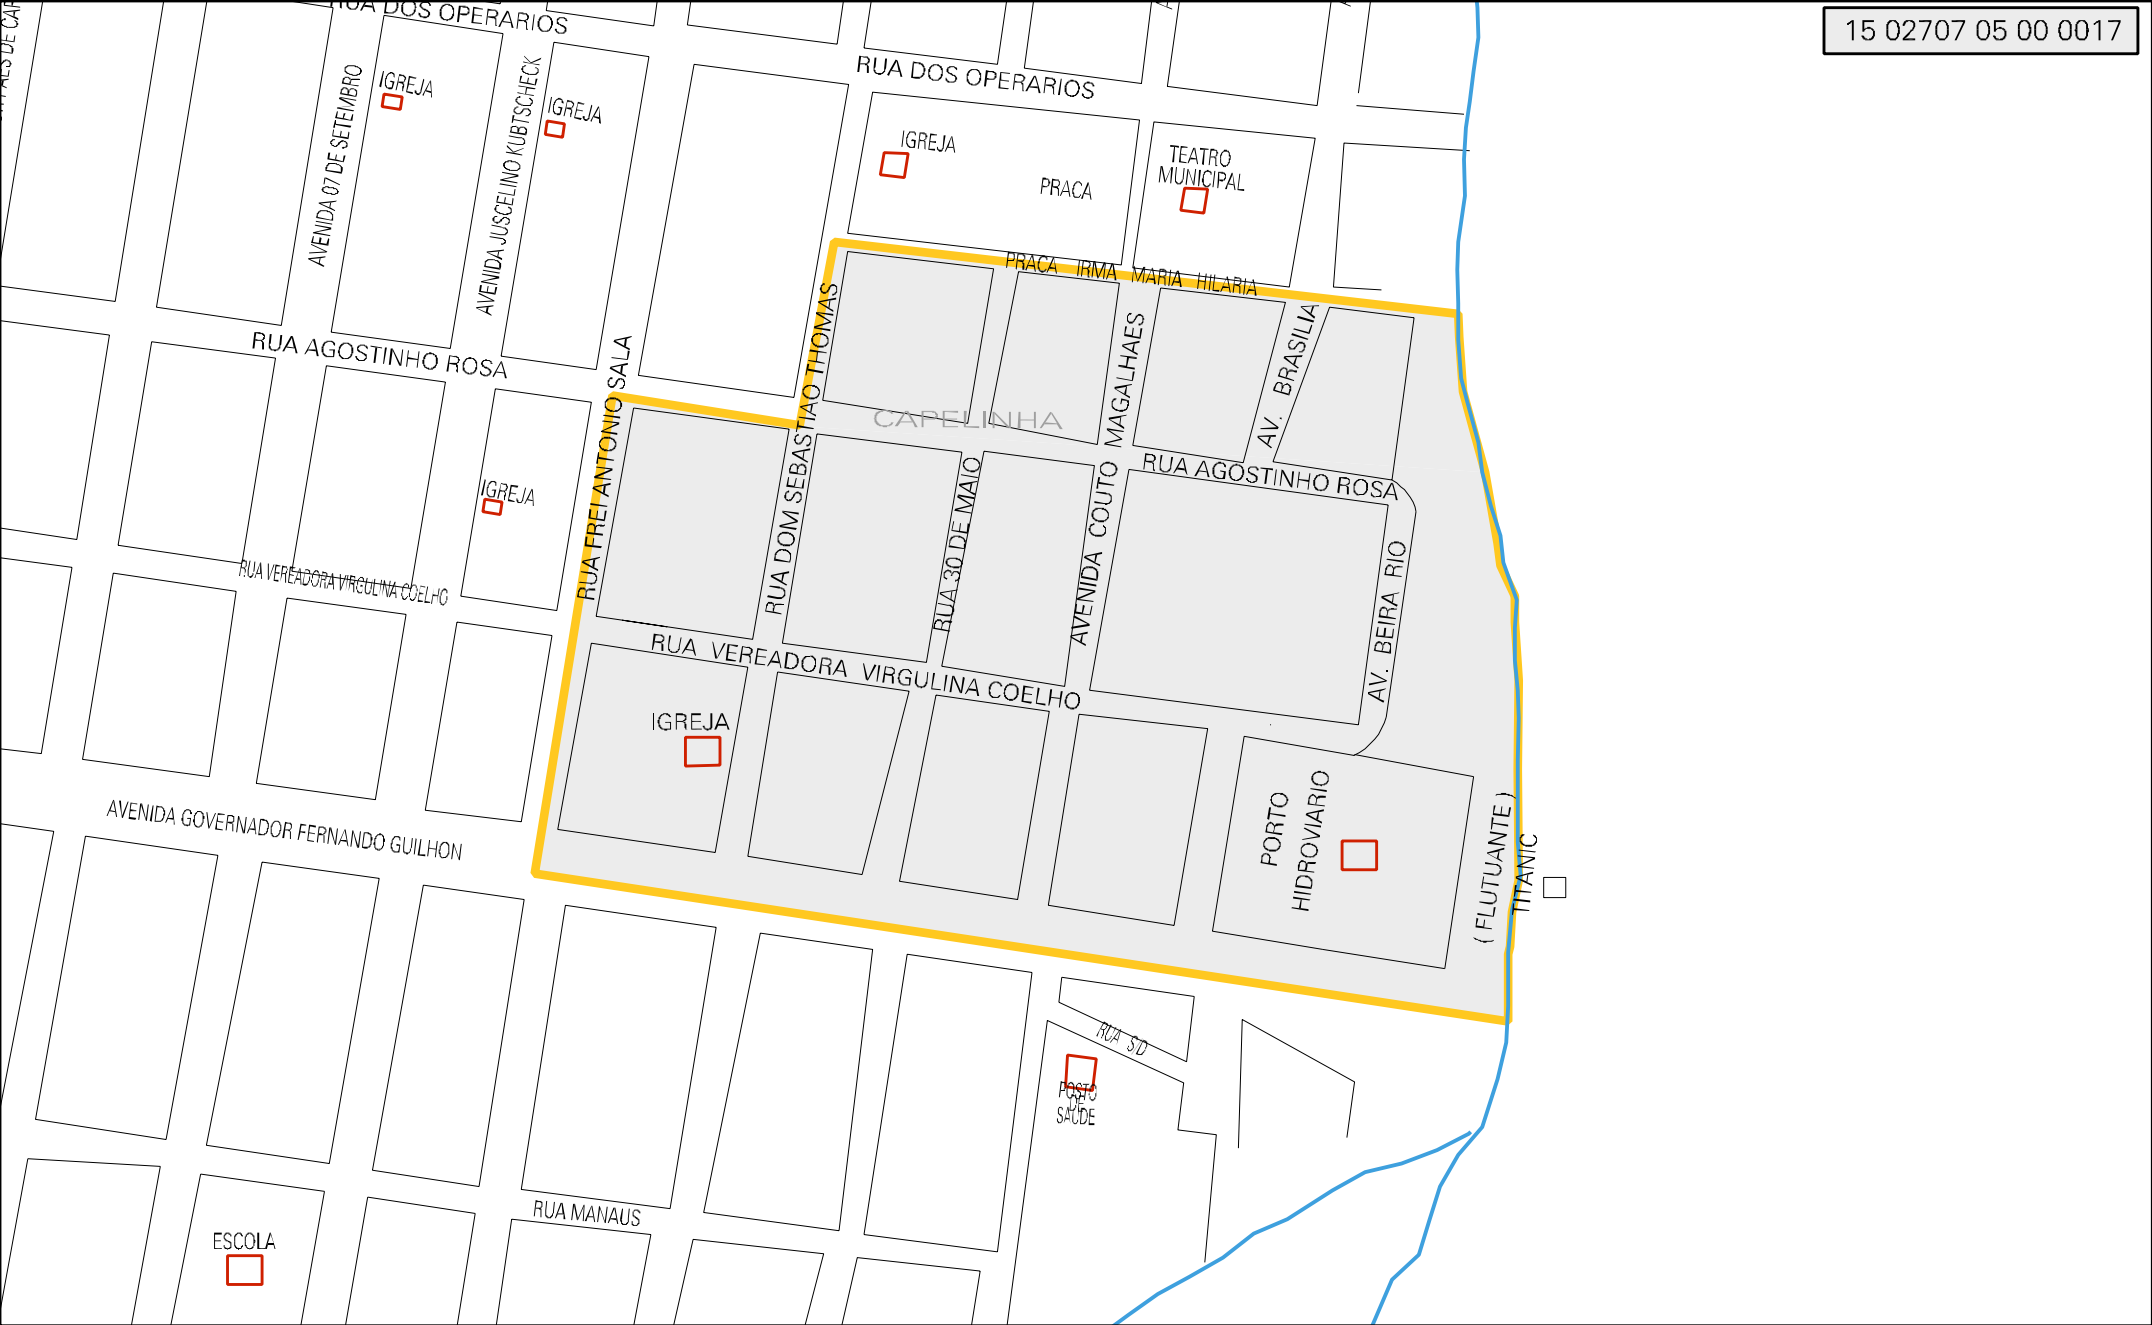 RUA DOS OPERARIOS
15 02707 05 00 0017
RUA DOS OPERARIOS
AVENIDA 07 DE SETEMBRO
IGREJA
AVENIDA JUSCELINO KUBTSCHECK
IGREJA
IGREJA
PRACA
TEATRO
MUNICIPAL
PRACA IRMA MARIA HILARIA
RUA AGOSTINHO ROSA
RUA FREI ANTONIO SALA
RUA DOM SEBASTIAO THOMAS
CAPELINHA
AVENIDA COUTO MAGALHAES
AV. BRASILIA
RUA AGOSTINHO ROSA
IGREJA
RUA 30 DE MAIO
AV. BEIRA RIO
RUA VEREADORA VIRGULINA COELHO
RUA VEREADORA VIRGULINA COELHO
IGREJA
PORTO
HIDROVIARIO
( FLUTUANTE )
TITANIC
AVENIDA GOVERNADOR FERNANDO GUILHON
RUA S/D
POSTO
DE
SAUDE
RUA MANAUS
ESCOLA